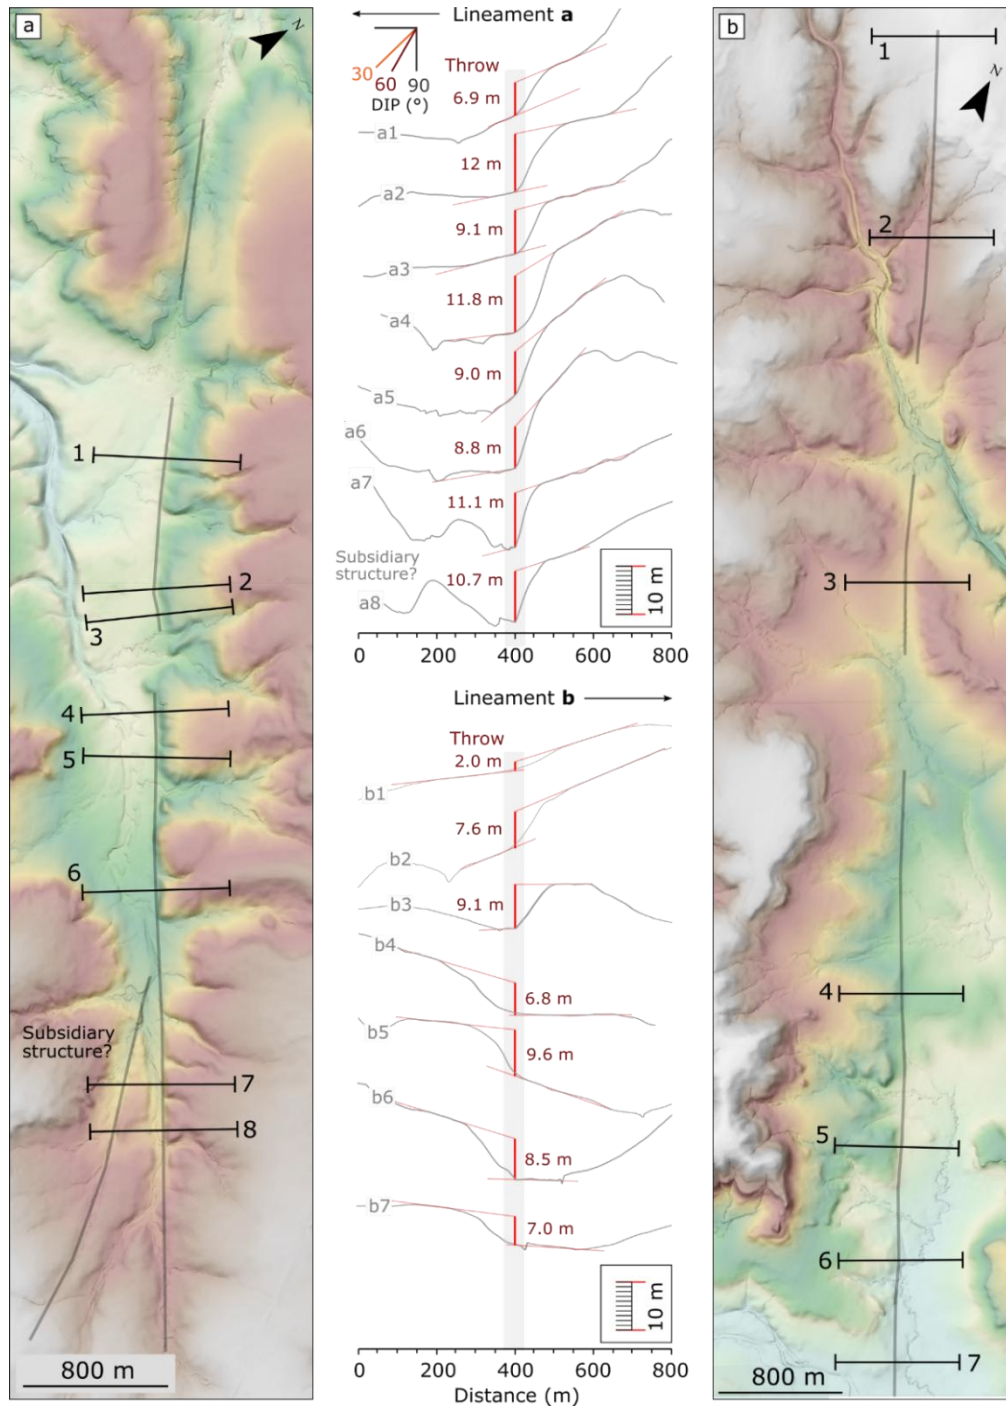 a
N
1
2
3
4
5
6
Subsidiary
structure?
7
8
800 m
Lineament a
30
60
90
DIP (°)
Throw
6.9 m
a1
12 m
a2
9.1 m
a3
11.8 m
a4
9.0 m
a5
a6
8.8 m
a7
11.1 m
Subsidiary
structure?
10.7 m
a8
10 m
0 200 400 600 800
Lineament b
Throw
2.0 m
b1
7.6 m
b2
b3
9.1 m
b4
6.8 m
b5
9.6 m
b6
8.5 m
b7
7.0 m
10 m
0 200 400 600 800
Distance (m)
b
1
N
2
3
4
5
6
7
800 m